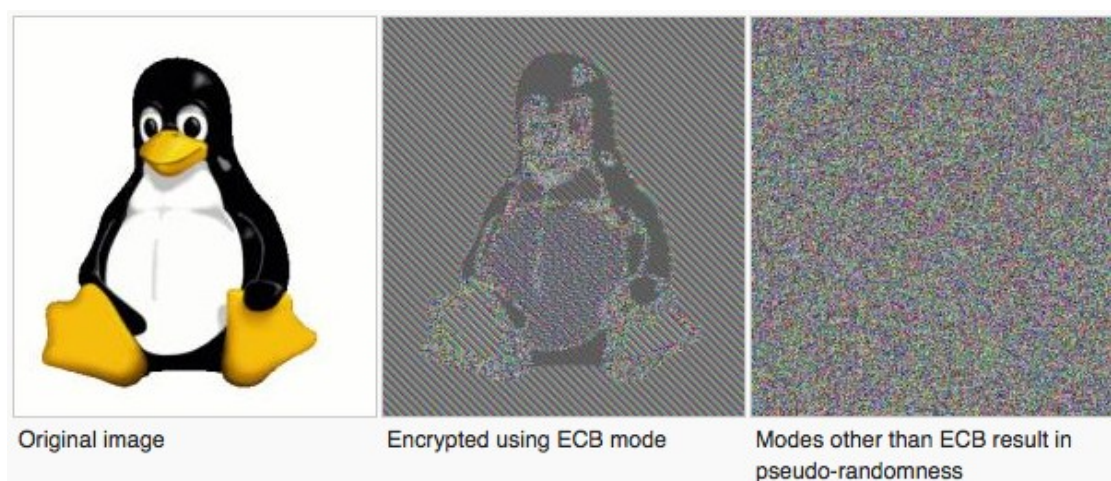 Original image
Encrypted using ECB mode
Modes other than ECB result in
pseudo-randomness